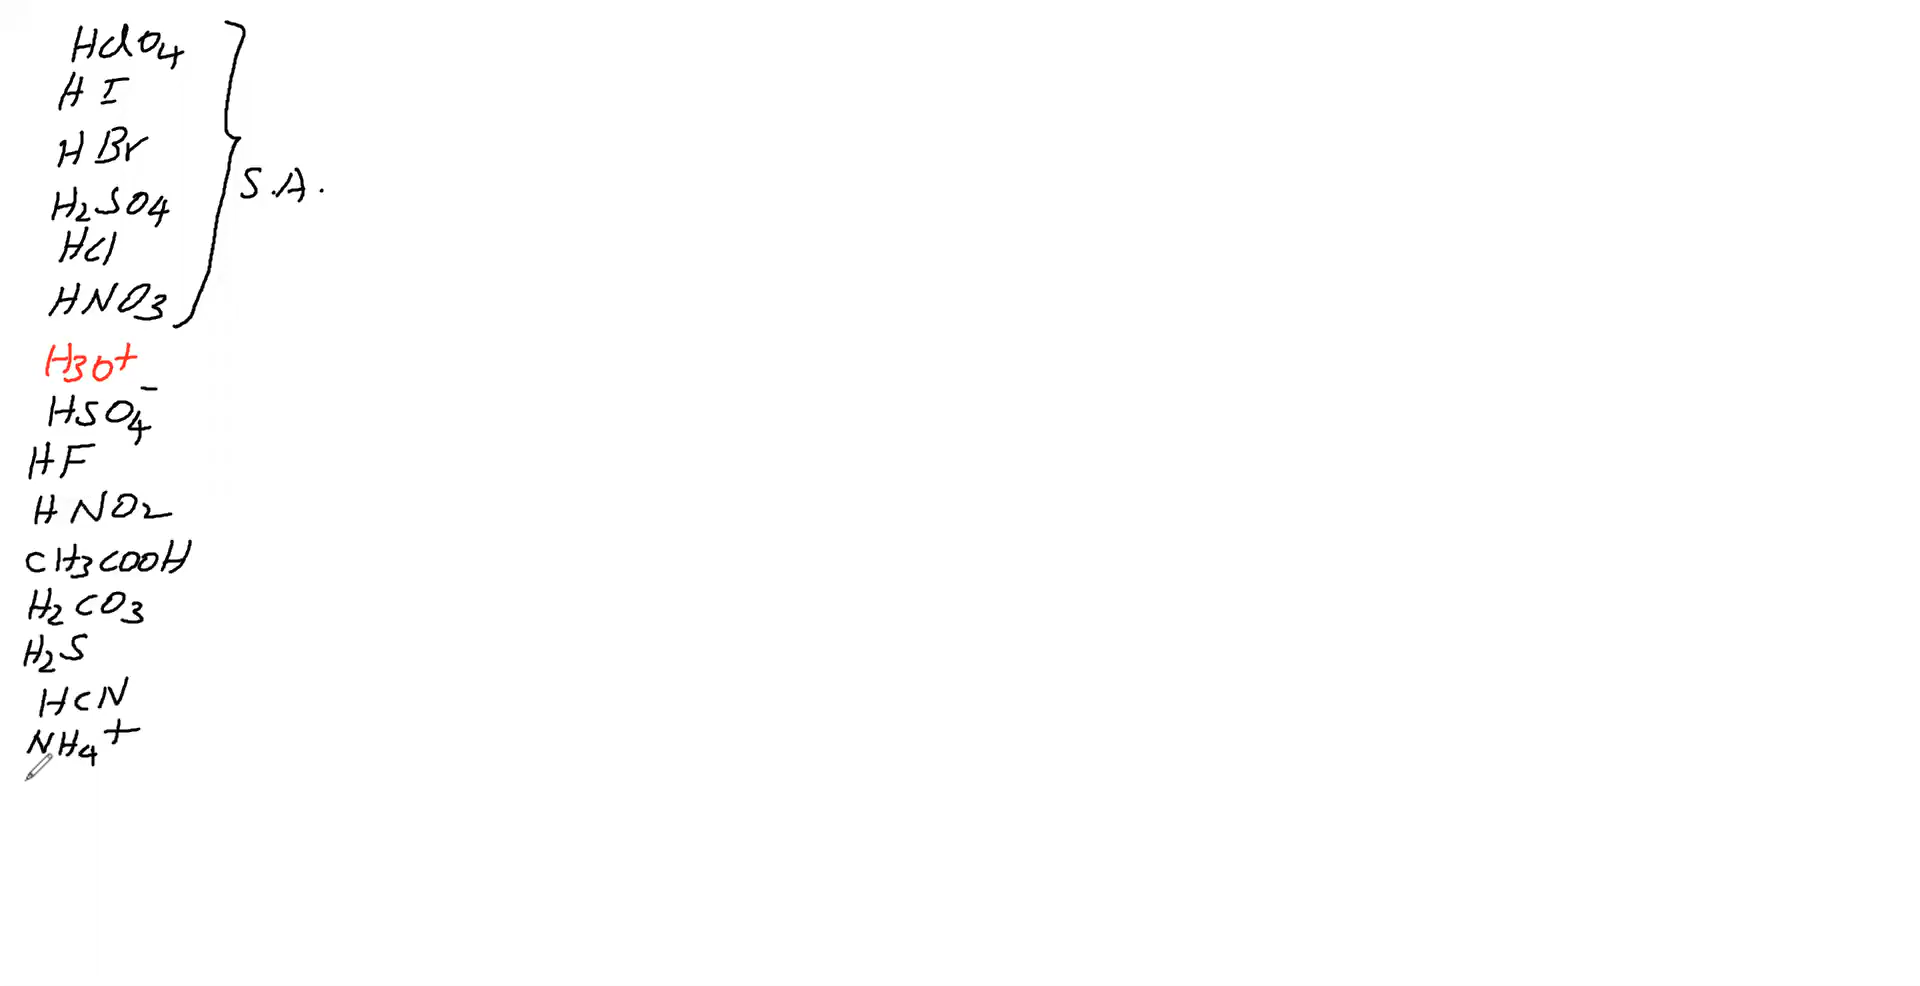 HClO4
HI
HBr
S.A.
H2SO4
HCl
HNO3
H3O+
HSO4-
HF
HNO2
CH3COOH
H2CO3
H2S
HCN
NH4+